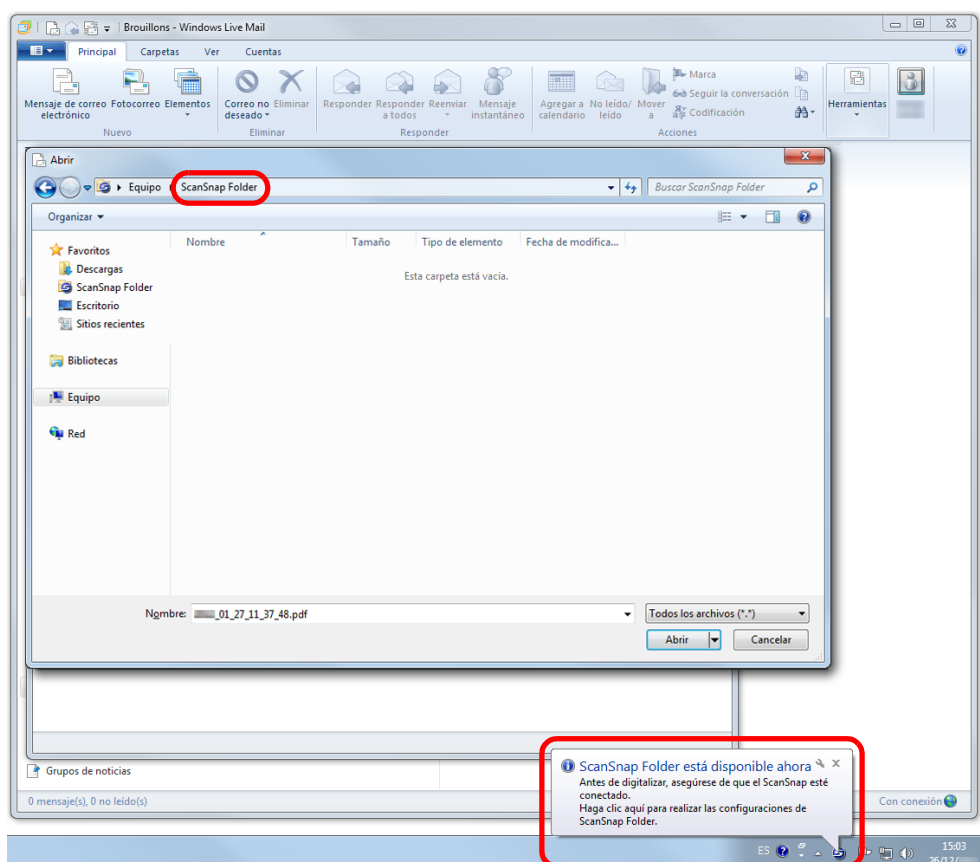 Brouillons - Windows Live Mail
Principal Carpetas Ver Cuentas
Mensaje de correo electrónico
Fotocorreo
Elementos
Nuevo
Correo no deseado
Eliminar
Eliminar
Responder
Responder a todos
Reenviar
Mensaje instantáneo
Responder
Agregar a calendario
No leído/ leído
Mover a
Marca
Seguir la conversación
Codificación
Acciones
Herramientas
Abrir
Equipo ScanSnap Folder
Buscar ScanSnap Folder
Organizar
Favoritos
Descargas
ScanSnap Folder
Escritorio
Sitios recientes
Bibliotecas
Equipo
Red
Nombre Tamaño Tipo de elemento Fecha de modifica...
Esta carpeta está vacía.
Nombre: _01_27_11_37_48.pdf
Todos los archivos (*.*)
Abrir Cancelar
Grupos de noticias
0 mensaje(s), 0 no leído(s)
Con conexión
ScanSnap Folder está disponible ahora
Antes de digitalizar, asegúrese de que el ScanSnap esté
conectado.
Haga clic aquí para realizar las configuraciones de
ScanSnap Folder.
ES
15:03
26/12/